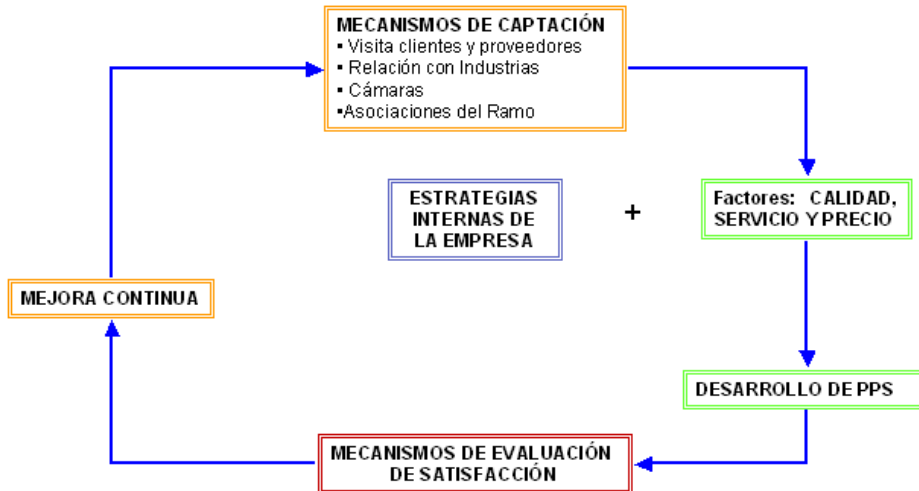 MECANISMOS DE CAPTACIÓN
▪ Visita clientes y proveedores
▪ Relación con Industrias
▪ Cámaras
▪Asociaciones del Ramo
ESTRATEGIAS
INTERNAS DE
LA EMPRESA
+
Factores: CALIDAD,
SERVICIO Y PRECIO
MEJORA CONTINUA
DESARROLLO DE PPS
MECANISMOS DE EVALUACIÓN
DE SATISFACCIÓN